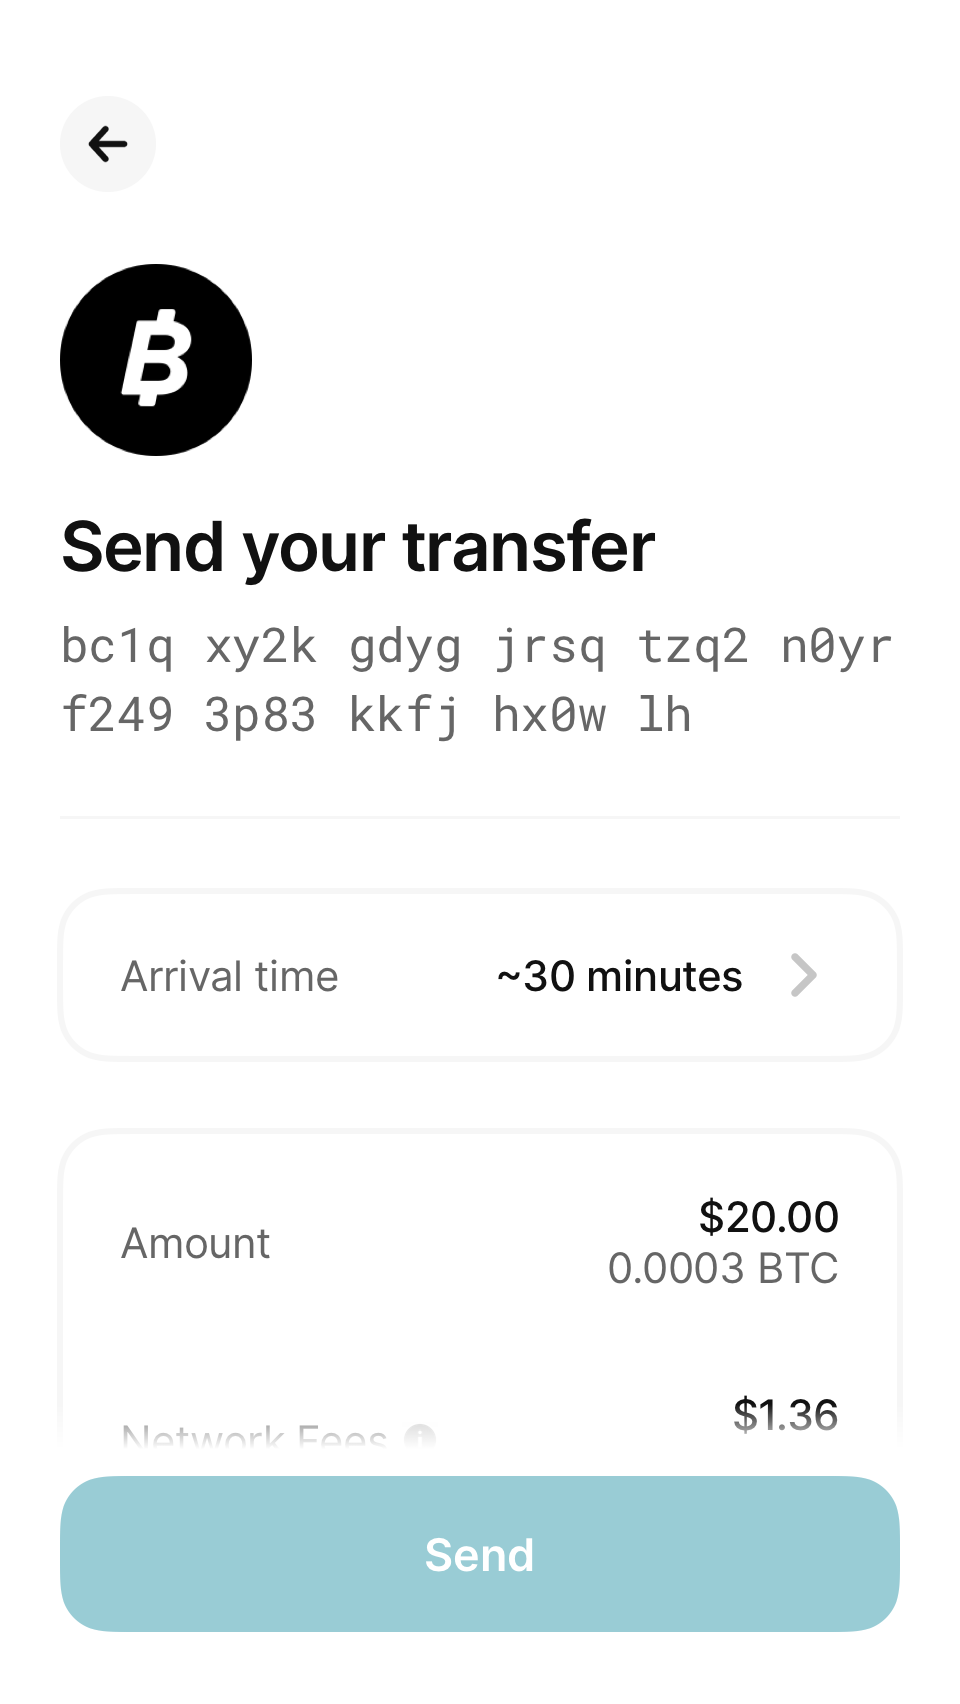 Send your transfer
bc1q xy2k gdyg jrsq tzq2 n0yr
f249 3p83 kkfj hx0w lh
Arrival time ~30 minutes
Amount $20.00
0.0003 BTC
Network Fees $1.36
Send